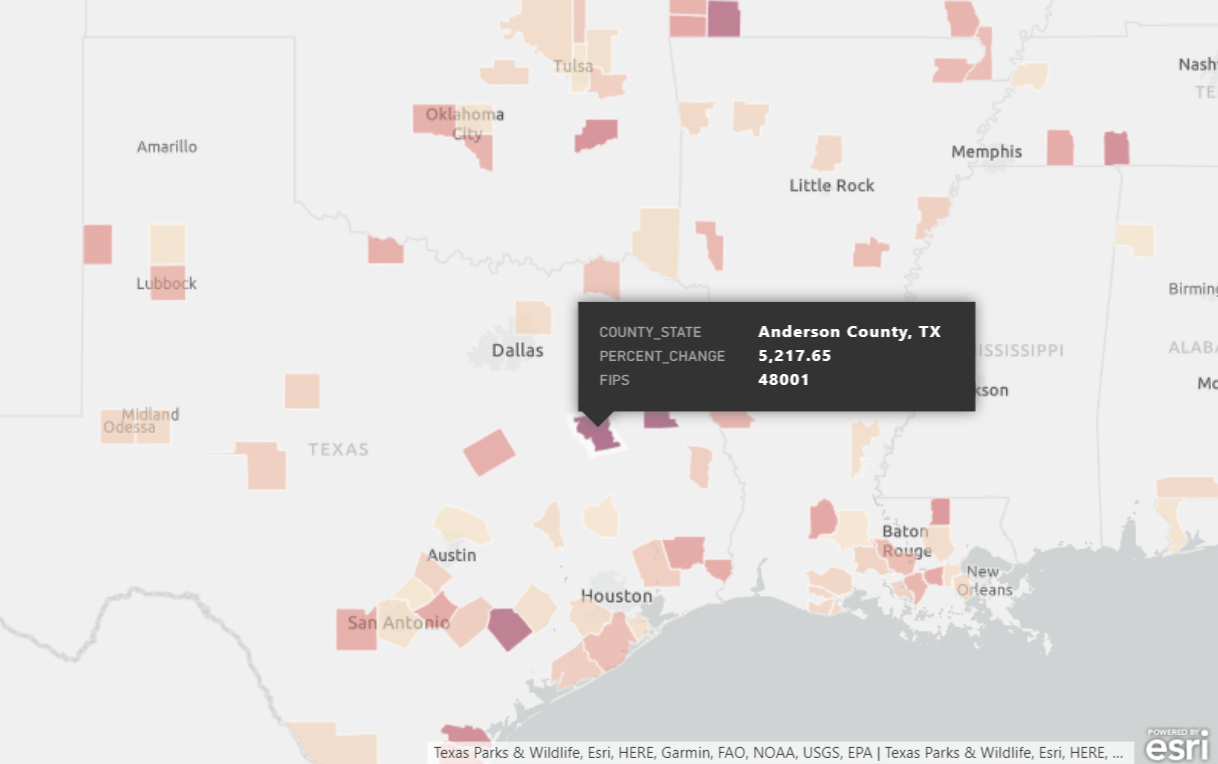 Tulsa
Nash
TE
Oklahoma
City
Amarillo
Memphis
Little Rock
Lubbock
Birming
COUNTY_STATE Anderson County, TX
PERCENT_CHANGE 5,217.65
FIPS 48001
Dallas
ISSISSIPPI
ALABA
kson
Mo
Midland
Odessa
TEXAS
Austin
Baton
Rouge
New
Orleans
Houston
San Antonio
POWERED BY
esri
Texas Parks & Wildlife, Esri, HERE, Garmin, FAO, NOAA, USGS, EPA | Texas Parks & Wildlife, Esri, HERE, ...